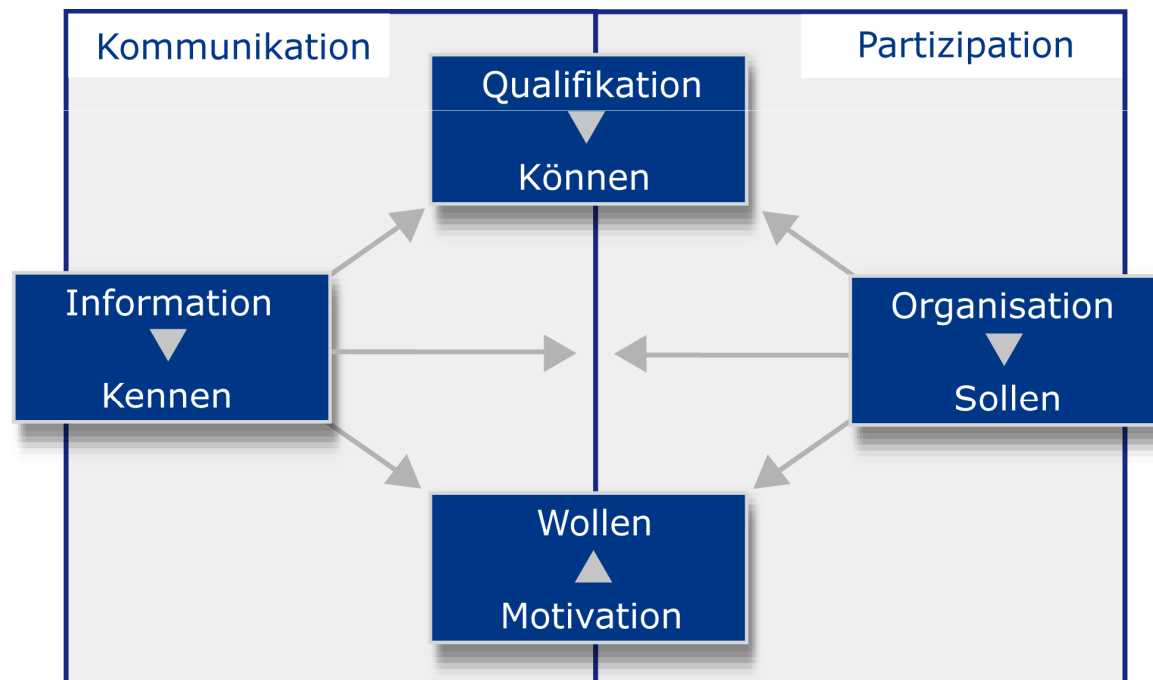 Kommunikation
Partizipation
Qualifikation
Können
Information
Kennen
Organisation
Sollen
Wollen
Motivation